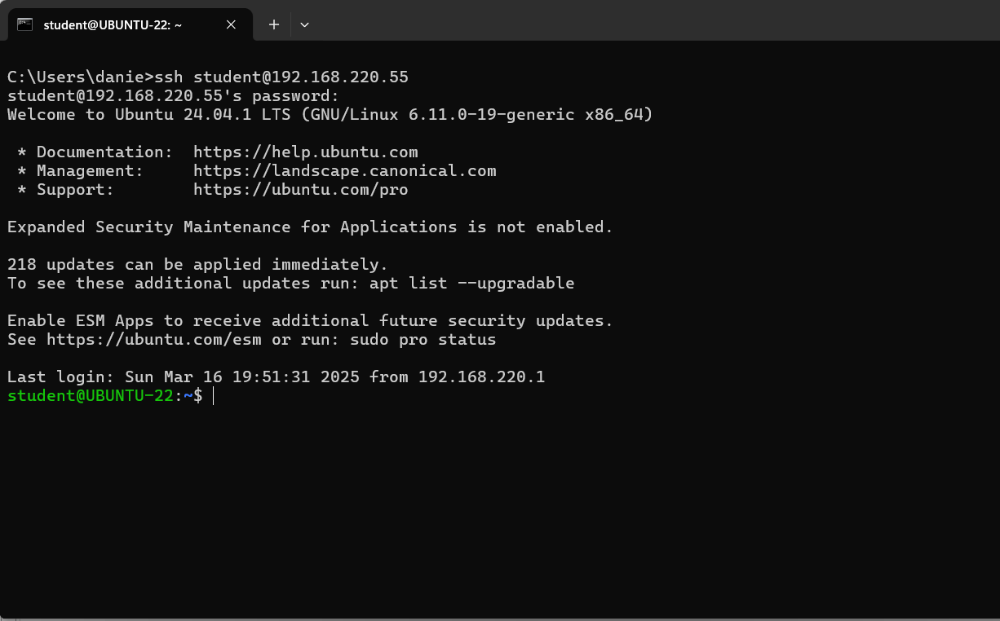 student@UBUNTU-22: ~
C:\Users\danie>ssh student@192.168.220.55
student@192.168.220.55's password:
Welcome to Ubuntu 24.04.1 LTS (GNU/Linux 6.11.0-19-generic x86_64)
* Documentation:  https://help.ubuntu.com
* Management:     https://landscape.canonical.com
* Support:        https://ubuntu.com/pro
Expanded Security Maintenance for Applications is not enabled.
218 updates can be applied immediately.
To see these additional updates run: apt list --upgradable
Enable ESM Apps to receive additional future security updates.
See https://ubuntu.com/esm or run: sudo pro status
Last login: Sun Mar 16 19:51:31 2025 from 192.168.220.1
student@UBUNTU-22:~$